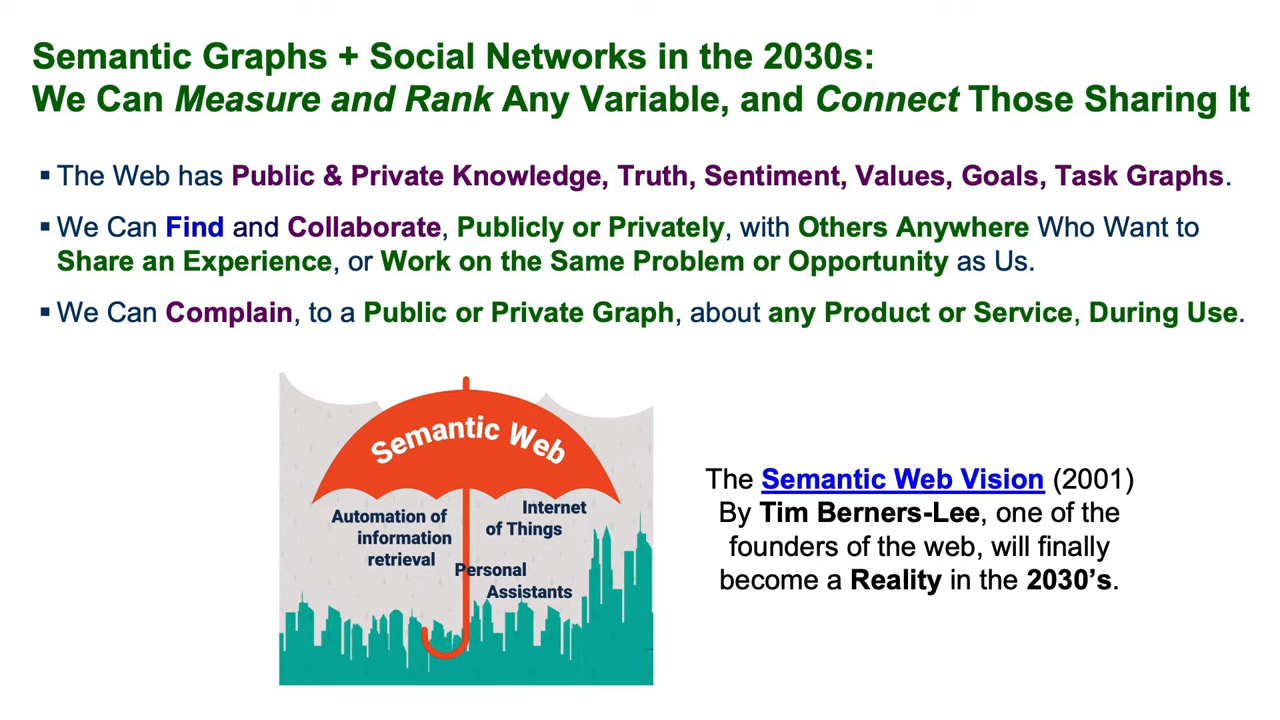 Semantic Graphs + Social Networks in the 2030s:
We Can Measure and Rank Any Variable, and Connect Those Sharing It
▪ The Web has Public & Private Knowledge, Truth, Sentiment, Values, Goals, Task Graphs.
▪ We Can Find and Collaborate, Publicly or Privately, with Others Anywhere Who Want to
Share an Experience, or Work on the Same Problem or Opportunity as Us.
▪ We Can Complain, to a Public or Private Graph, about any Product or Service, During Use.
Semantic Web
Automation of
information
retrieval
Internet
of Things
Personal
Assistants
The Semantic Web Vision (2001)
By Tim Berners-Lee, one of the
founders of the web, will finally
become a Reality in the 2030’s.